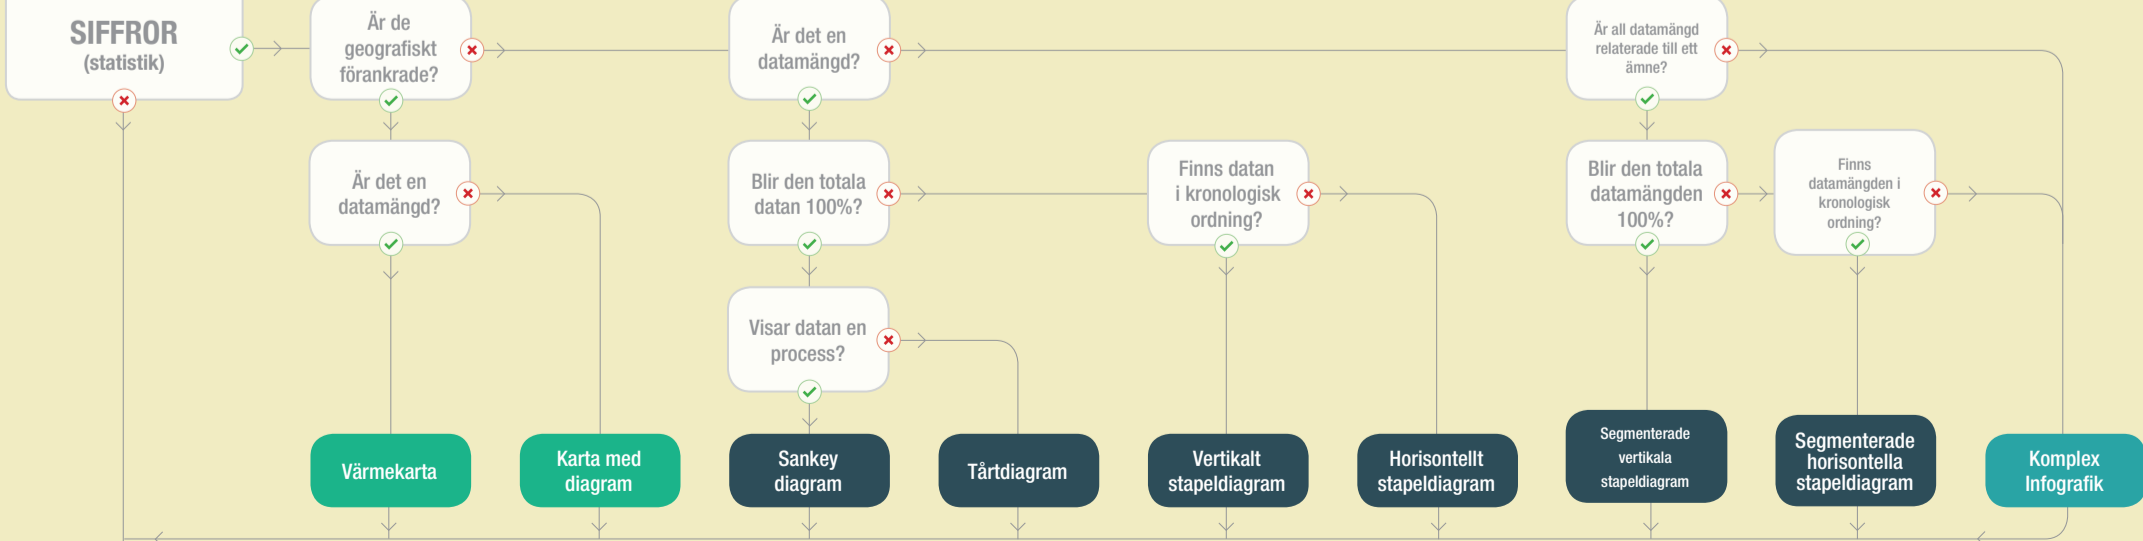 SIFFROR
(statistik)
Är de
geografiskt
förankrade?
Är det en
datamängd?
Är all datamängd
relaterade till ett
ämne?
Är det en
datamängd?
Blir den totala
datan 100%?
Finns datan
i kronologisk
ordning?
Blir den totala
datamängden
100%?
Finns
datamängden i
kronologisk
ordning?
Visar datan en
process?
Värmekarta
Karta med
diagram
Sankey
diagram
Tårtdiagram
Vertikalt
stapeldiagram
Horisontellt
stapeldiagram
Segmenterade
vertikala
stapeldiagram
Segmenterade
horisontella
stapeldiagram
Komplex
Infografik